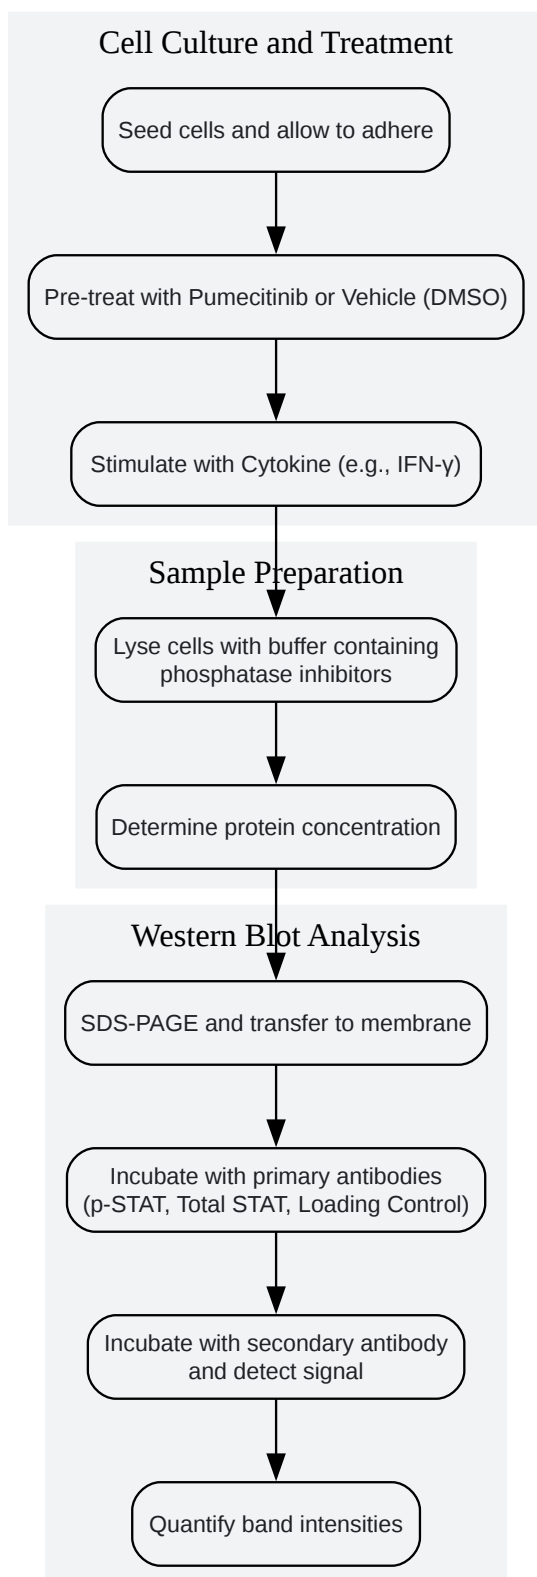 Cell Culture and Treatment
Seed cells and allow to adhere
Pre-treat with Pumecitinib or Vehicle (DMSO)
Stimulate with Cytokine (e.g., IFN-γ)
Sample Preparation
Lyse cells with buffer containing
phosphatase inhibitors
Determine protein concentration
Western Blot Analysis
SDS-PAGE and transfer to membrane
Incubate with primary antibodies
(p-STAT, Total STAT, Loading Control)
Incubate with secondary antibody
and detect signal
Quantify band intensities